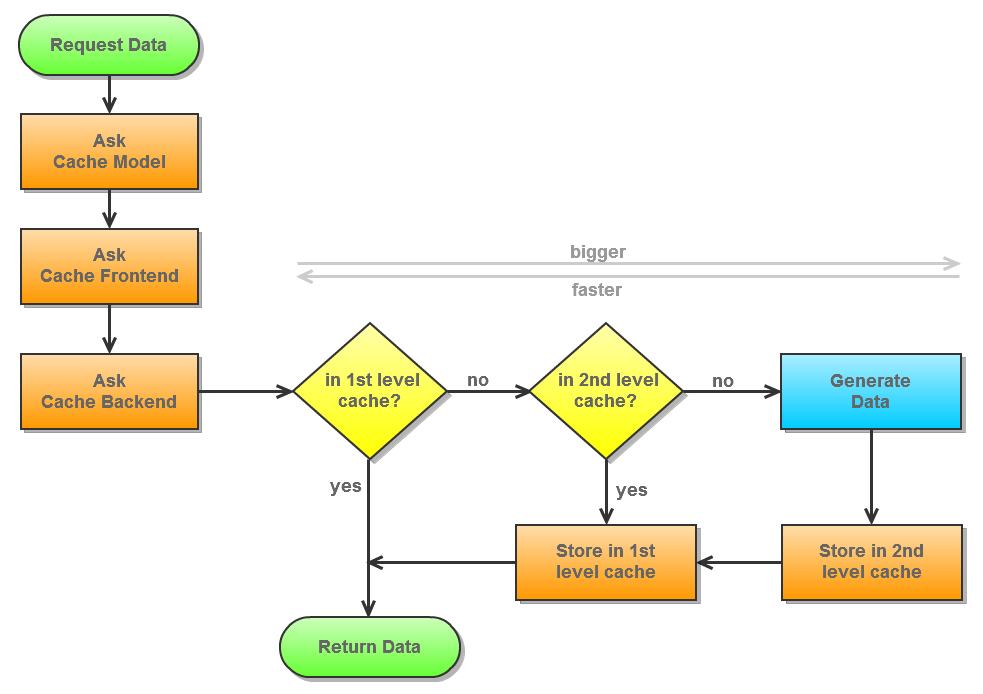 Request Data
Ask
Cache Model
Ask
Cache Frontend
bigger
faster
Ask
Cache Backend
in 1st level
cache?
no
in 2nd level
cache?
no
Generate
Data
yes
yes
Store in 1st
level cache
Store in 2nd
level cache
Return Data